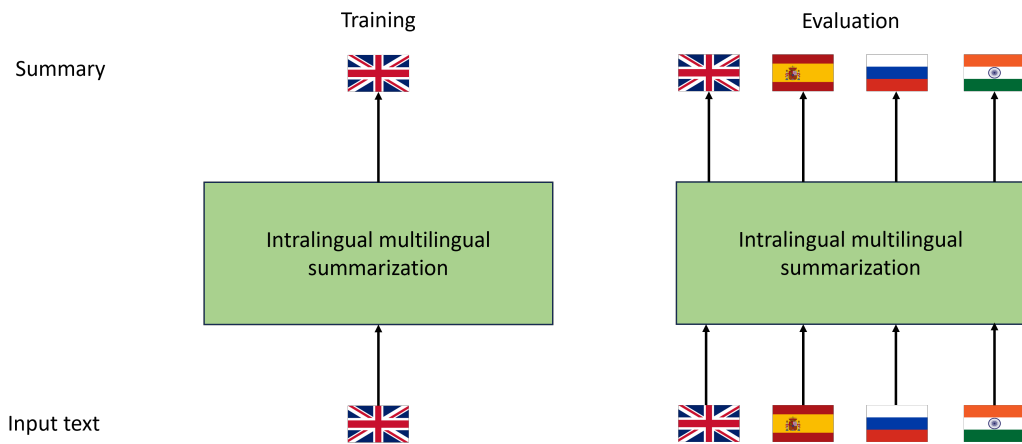 Training
Evaluation
Summary
Intralingual multilingual
summarization
Intralingual multilingual
summarization
Input text